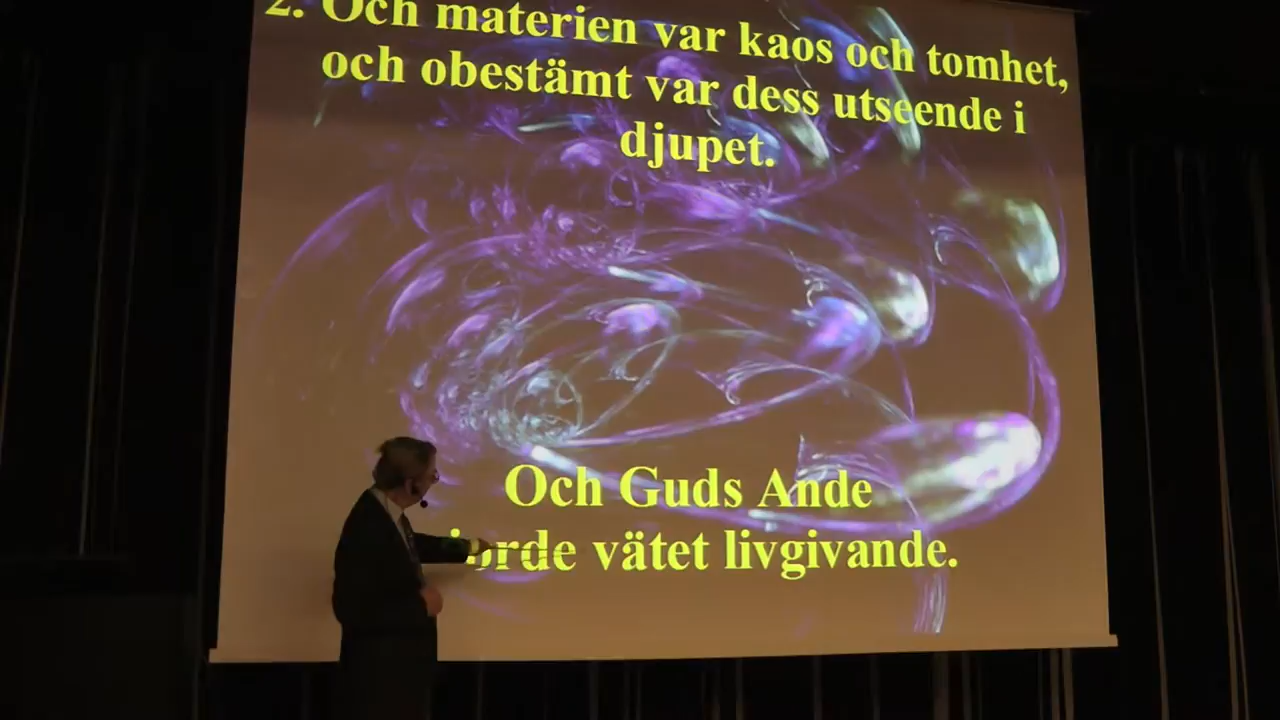 2. Och materien var kaos och tomhet,
och obestämt var dess utseende i
djupet.
Och Guds Ande
vätet livgivande.